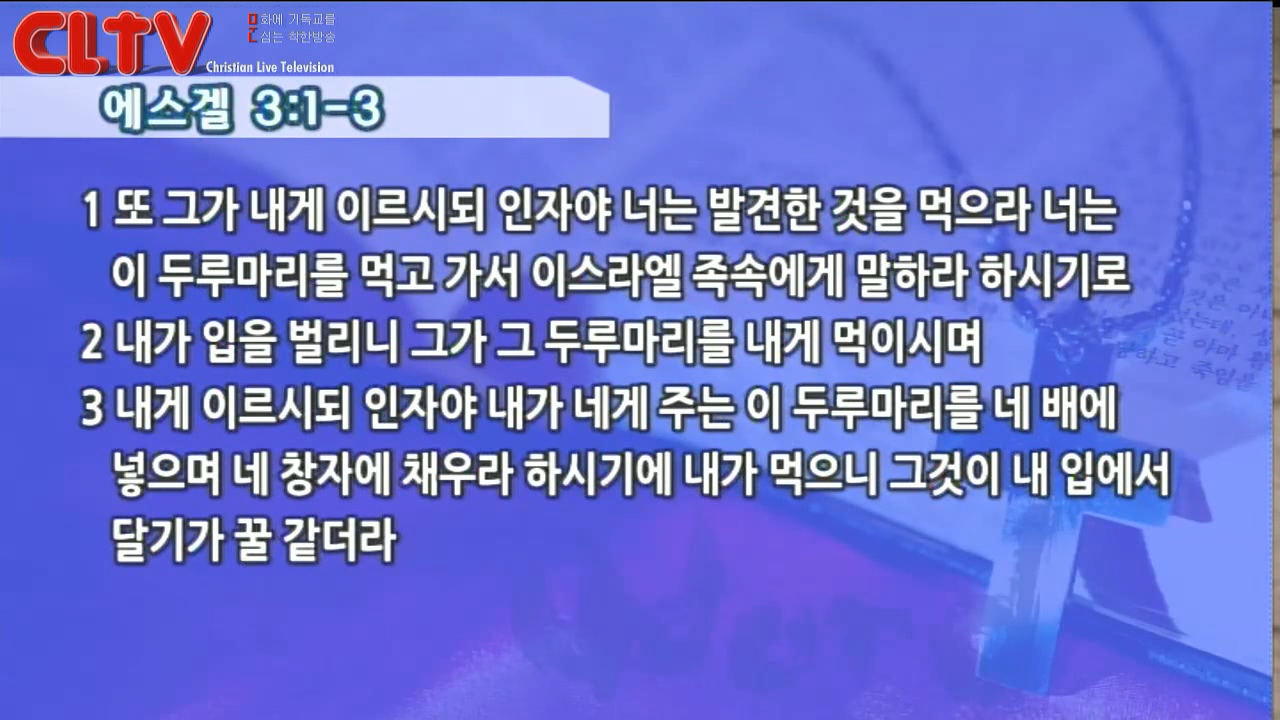 CLTV
문화에 기독교를
심는 착한방송
Christian Live Television
에스겔 3:1-3
1 또 그가 내게 이르시되 인자야 너는 발견한 것을 먹으라 너는
이 두루마리를 먹고 가서 이스라엘 족속에게 말하라 하시기로
2 내가 입을 벌리니 그가 그 두루마리를 내게 먹이시며
3 내게 이르시되 인자야 내가 네게 주는 이 두루마리를 네 배에
넣으며 네 창자에 채우라 하시기에 내가 먹으니 그것이 내 입에서
달기가 꿀 같더라